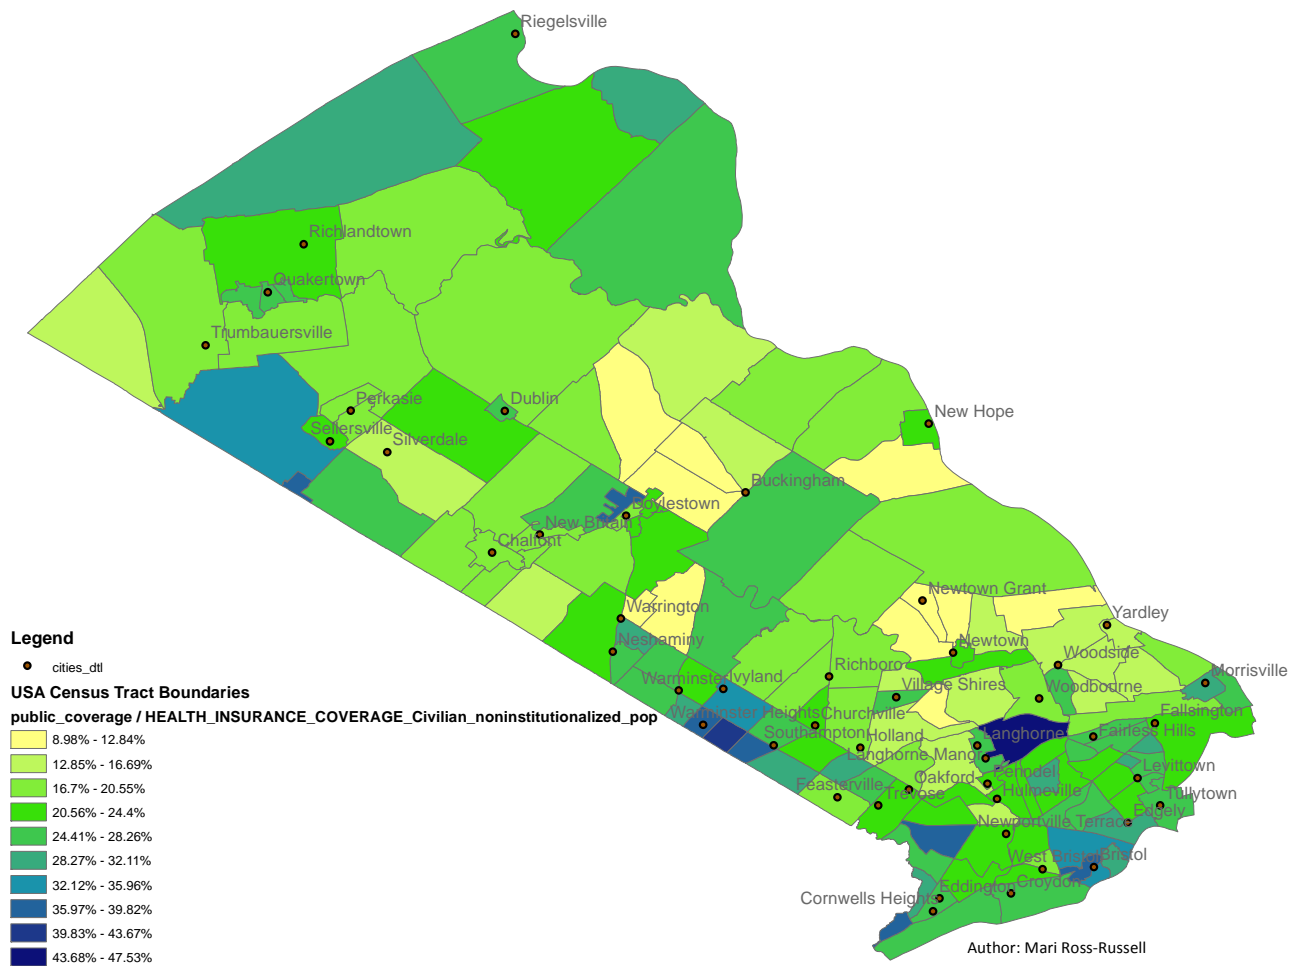 Riegelsville
Richlandtown
Quakertown
Trumbauersville
Perkasie
Dublin
New Hope
Sellersville
Silverdale
Buckingham
Doylestown
New Britain
Chalfont
Newtown Grant
Warrington
Yardley
Neshaminy
Newtown
Woodside
Richboro
Morrisville
Warminster
Ivyland
Village Shires
Woodbourne
Warminster Heights
Churchville
Fallsington
Southampton
Holland
Langhorne
Fairless Hills
Langhorne Manor
Penndel
Levittown
Feasterville
Oakford
Trevose
Hulmeville
Tullytown
Edgely
Newportville Terrace
West Bristol
Bristol
Eddington
Croydon
Cornwells Heights
Legend
cities_dtl
USA Census Tract Boundaries
public_coverage / HEALTH_INSURANCE_COVERAGE_Civilian_noninstitutionalized_pop
8.98% - 12.84%
12.85% - 16.69%
16.7% - 20.55%
20.56% - 24.4%
24.41% - 28.26%
28.27% - 32.11%
32.12% - 35.96%
35.97% - 39.82%
39.83% - 43.67%
43.68% - 47.53%
Author: Mari Ross-Russell